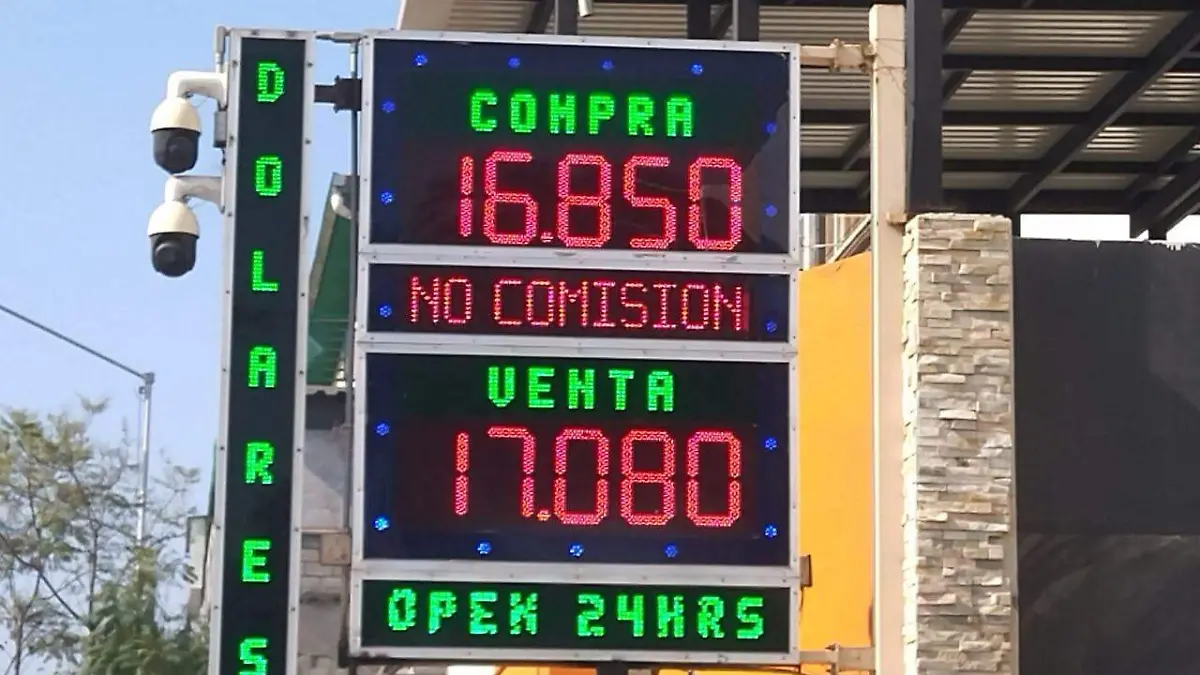 DOLARES
COMPRA
16.850
NO COMISION
VENTA
17.080
OPEN 24HRS